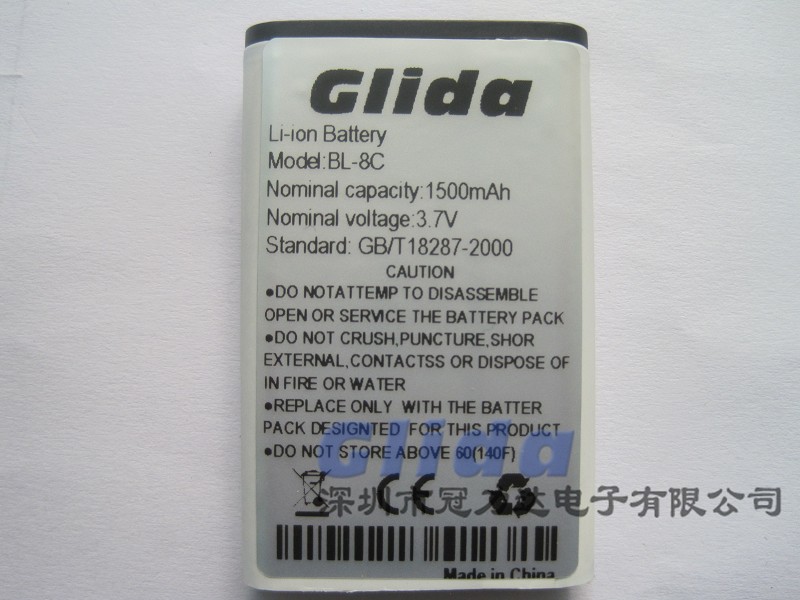 Glida
Li-ion Battery
Model:BL-8C
Nominal capacity:1500mAh
Nominal voltage:3.7V
Standard: GB/T18287-2000
CAUTION
●DO NOTATTEMP TO DISASSEMBLE
OPEN OR SERVICE THE BATTERY PACK
●DO NOT CRUSH,PUNCTURE,SHOR
EXTERNAL,CONTACTSS OR DISPOSE OF
IN FIRE OR WATER
●REPLACE ONLY WITH THE BATTER
PACK DESIGNTED FOR THIS PRODUCT
Glida
●DO NOT STORE ABOVE 60(140F)
CE
深圳市冠万达电子有限公司
Made in China